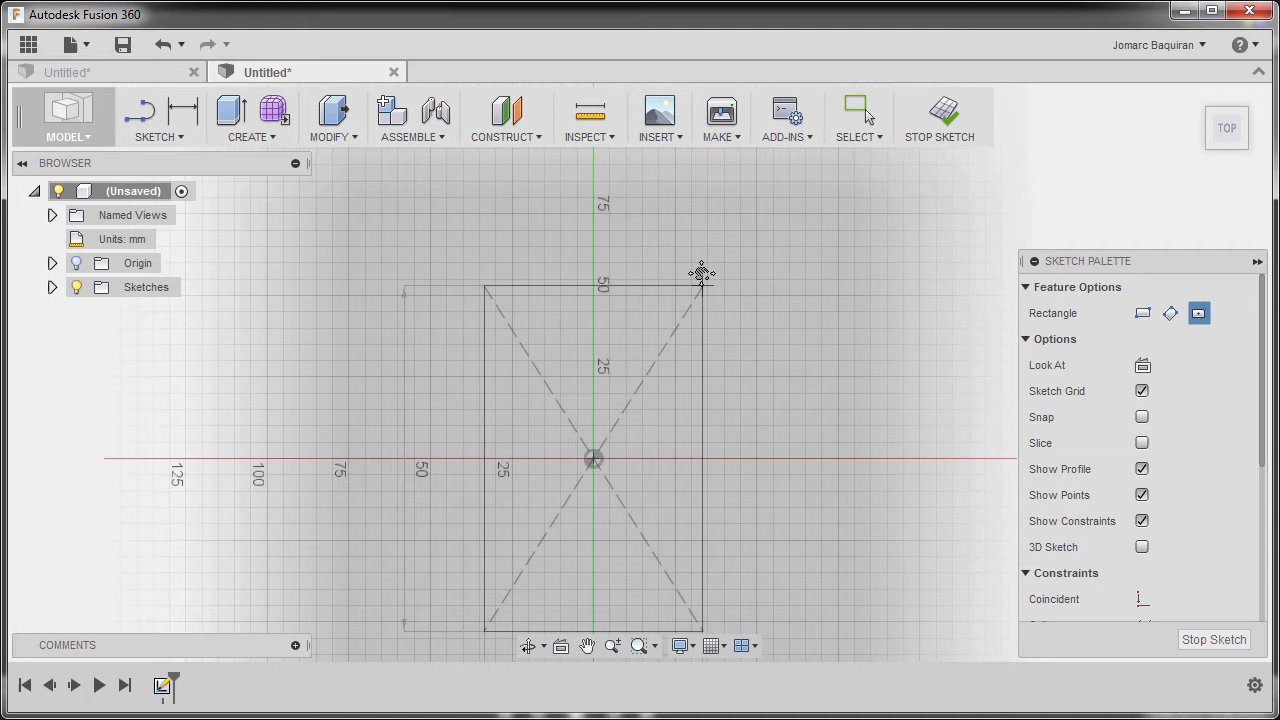 Autodesk Fusion 360
Jomarc Baquiran
Untitled*
Untitled*
MODEL
SKETCH
CREATE
MODIFY
ASSEMBLE
CONSTRUCT
INSPECT
INSERT
MAKE
ADD-INS
SELECT
STOP SKETCH
TOP
BROWSER
(Unsaved)
Named Views
Units: mm
Origin
Sketches
75
50
25
125
100
75
50
25
SKETCH PALETTE
Feature Options
Rectangle
Options
Look At
Sketch Grid
Snap
Slice
Show Profile
Show Points
Show Constraints
3D Sketch
Constraints
Coincident
Stop Sketch
COMMENTS